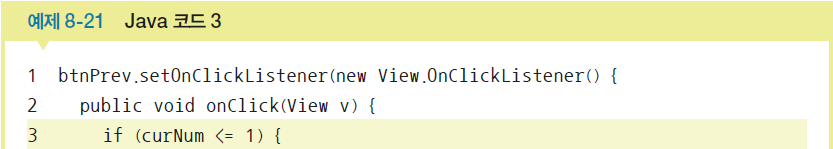 예제 8-21 Java 코드 3
1 btnPrev.setOnClickListener(new View.OnClickListener() {
2 public void onClick(View v) {
3 if (curNum <= 1) {